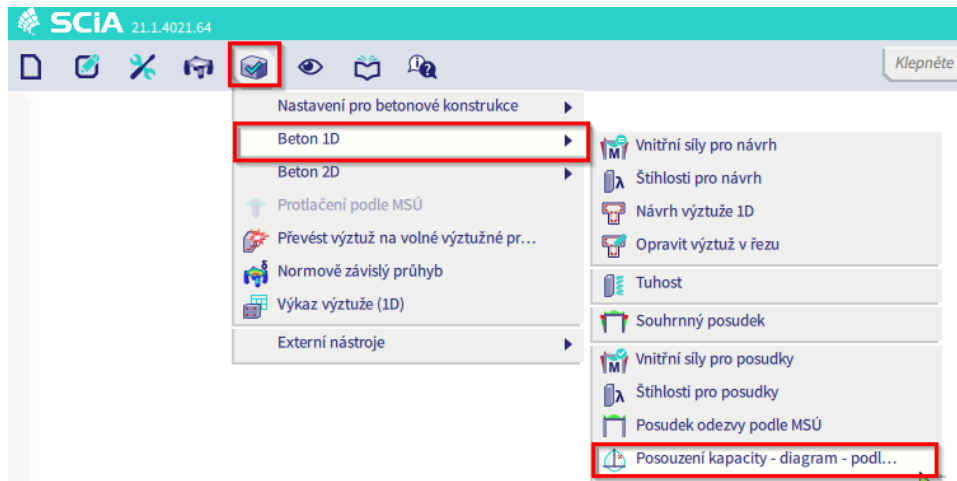 SCiA 21.1.4021.64
Klepněte
Nastavení pro betonové konstrukce
Beton 1D
Beton 2D
Protlačení podle MSÚ
Převést výztuž na volné výztužné pr...
Normově závislý průhyb
Výkaz výztuže (1D)
Externí nástroje
Vnitřní síly pro návrh
Štíhlosti pro návrh
Návrh výztuže 1D
Opravit výztuž v řezu
Tuhost
Souhrnný posudek
Vnitřní síly pro posudky
Štíhlosti pro posudky
Posudek odezvy podle MSÚ
Posouzení kapacity - diagram - podl...